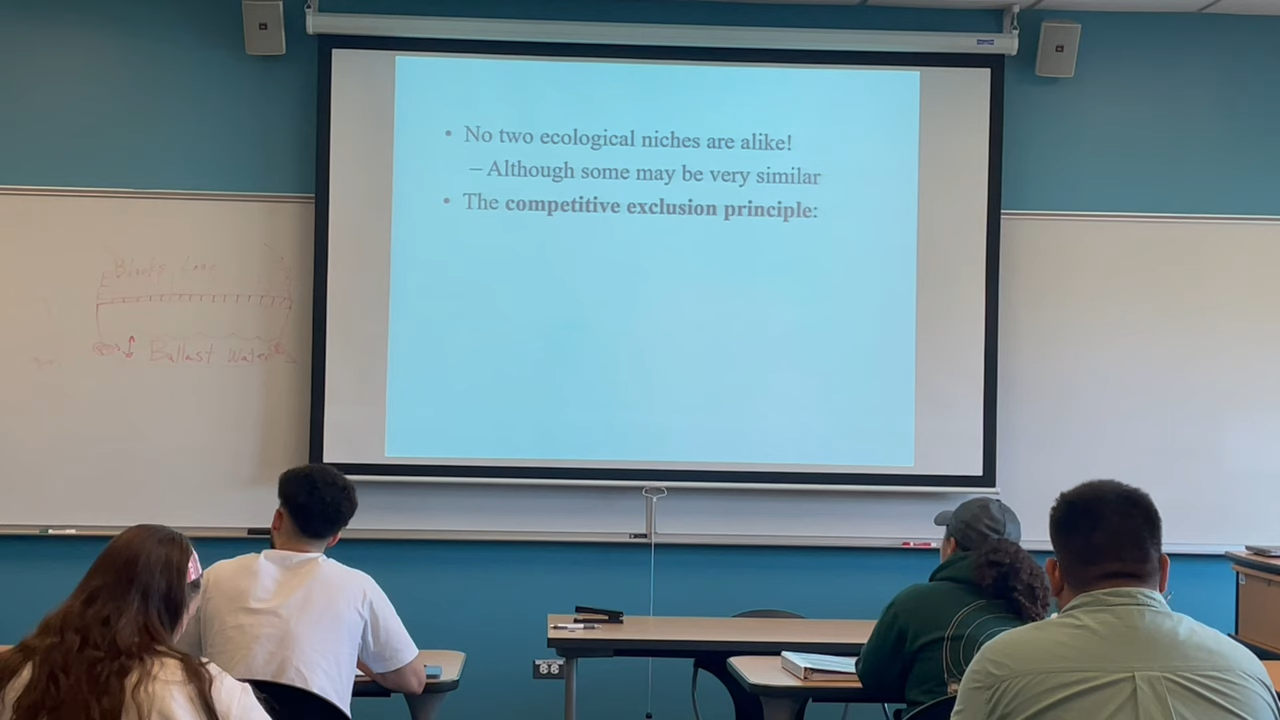 • No two ecological niches are alike!
– Although some may be very similar
• The competitive exclusion principle:
Ballast Water